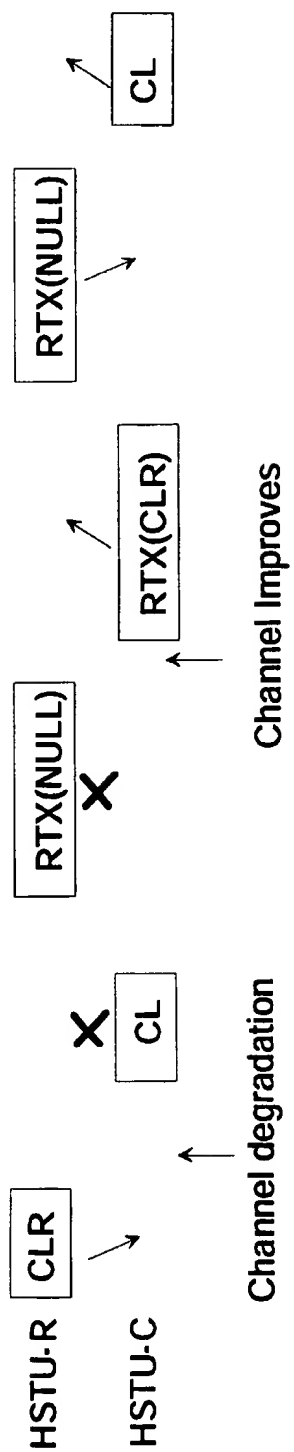 HSTU-R
CLR
RTX(NULL)
X
RTX(NULL)
HSTU-C
X
CL
RTX(CLR)
CL
Channel degradation
Channel Improves